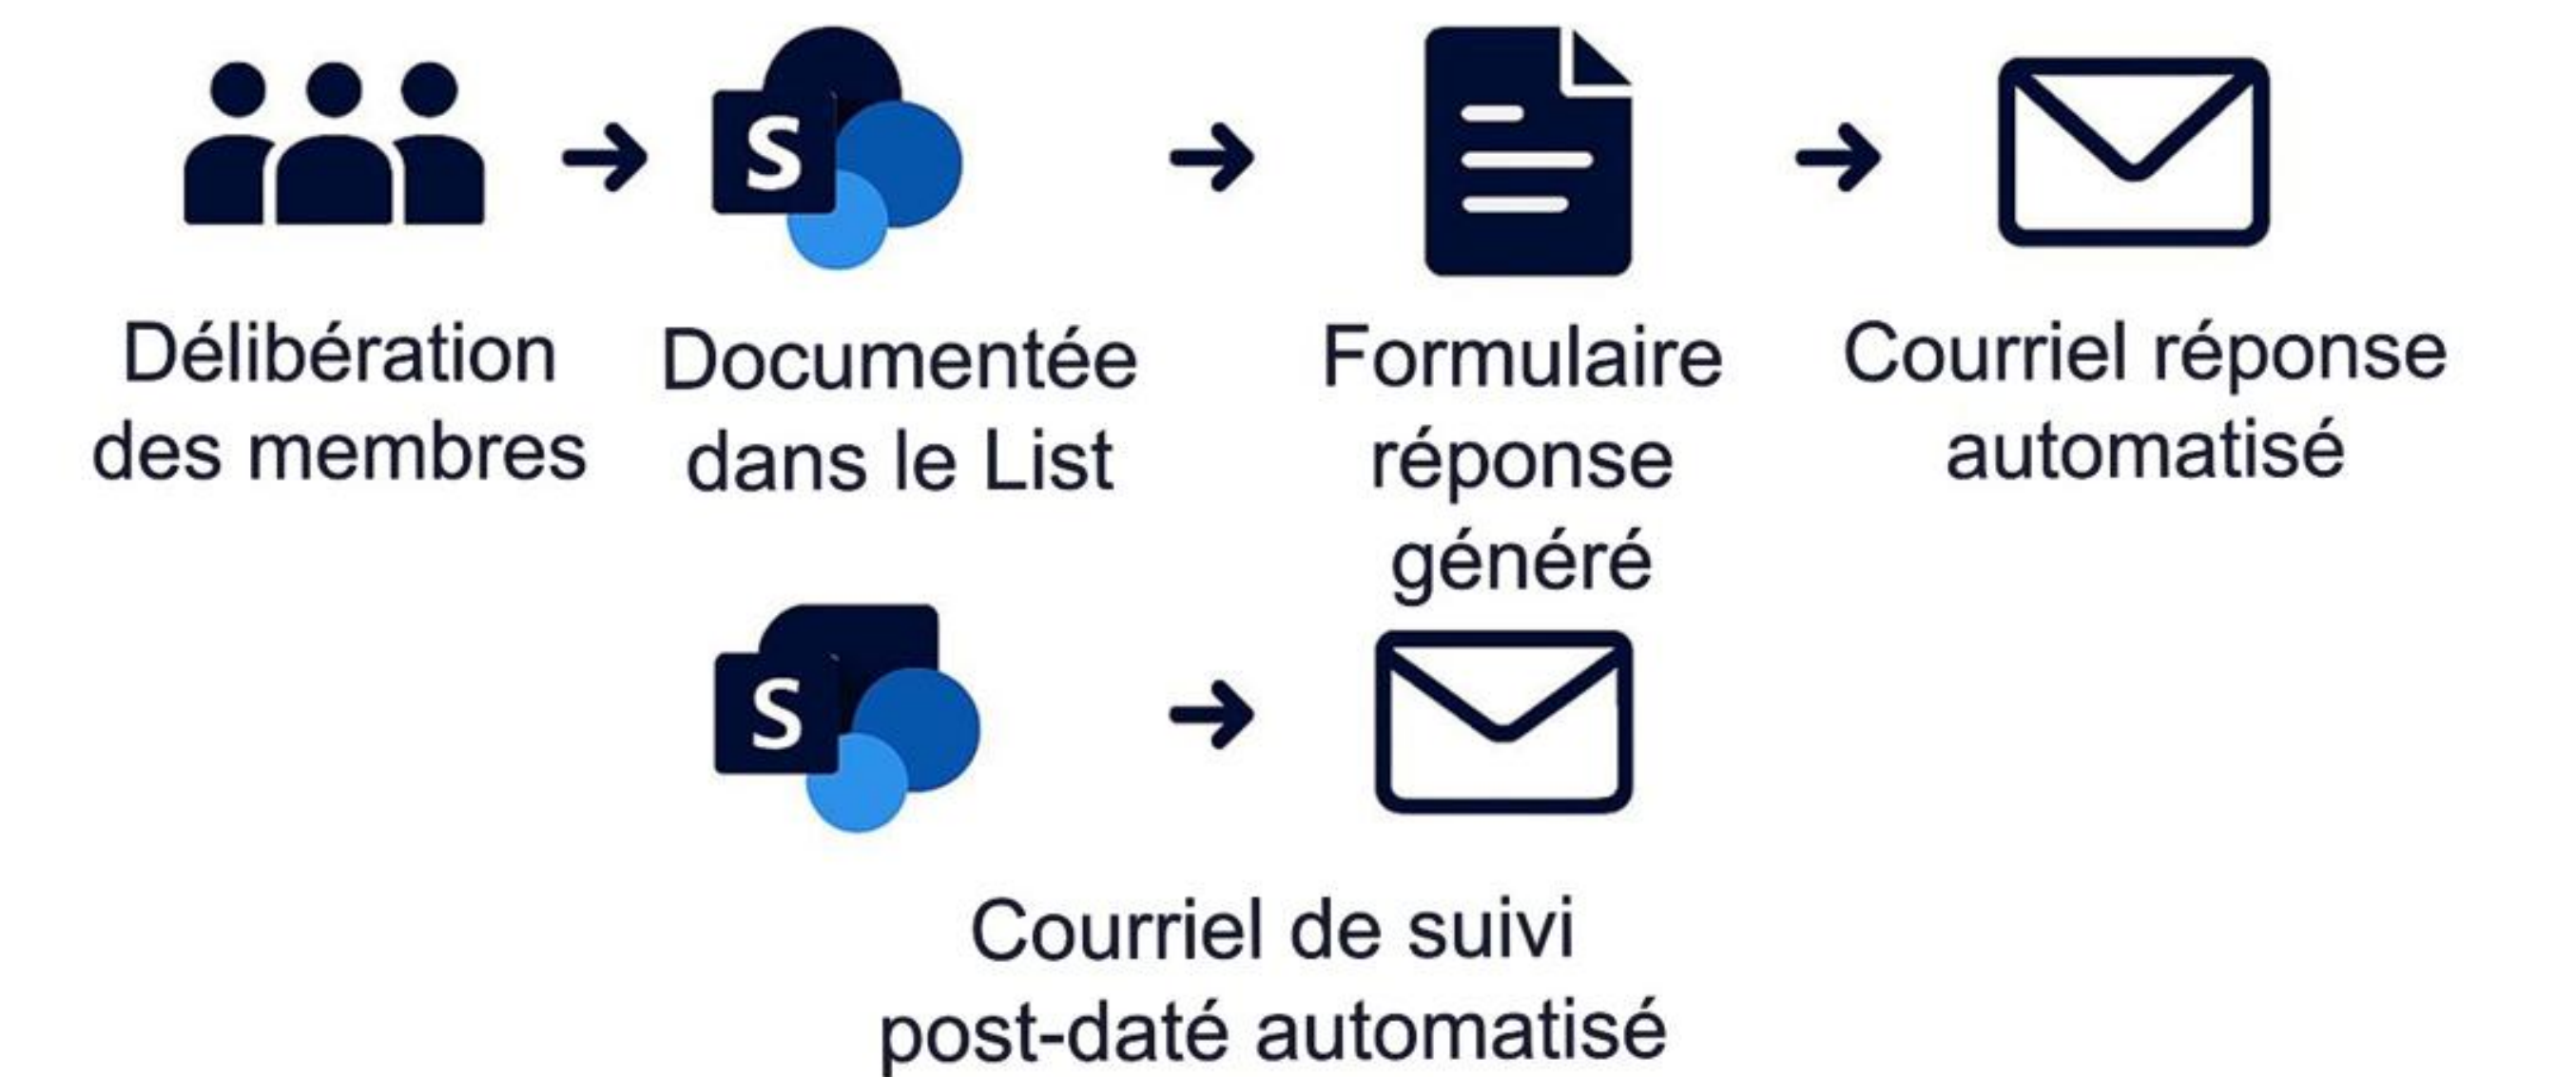 S
Délibération
des membres
Documentée
dans le List
Formulaire
réponse
généré
Courriel réponse
automatisé
S
Courriel de suivi
post-daté automatisé